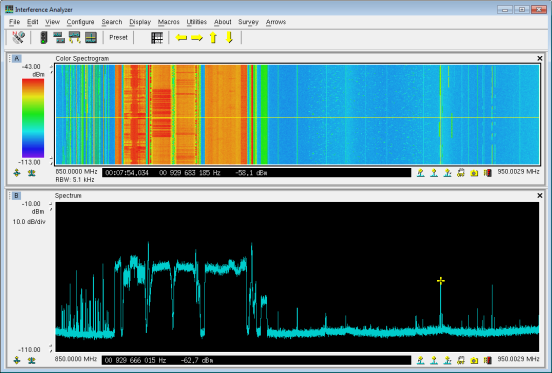 Interference Analyzer
File Edit View Configure Search Display Macros Utilities About Survey Arrows
Preset
A Color Spectrogram
-43.00
dBm
-113.00
850.0000 MHz 00:07:54,034 00 929 683 185 Hz -58,1 dBm 950.0029 MHz
RBW: 5.1 kHz
B Spectrum
-10.00
dBm
10.0 dB/div
-110.00
850.0000 MHz 00 929 666 015 Hz -62,7 dBm 950.0029 MHz